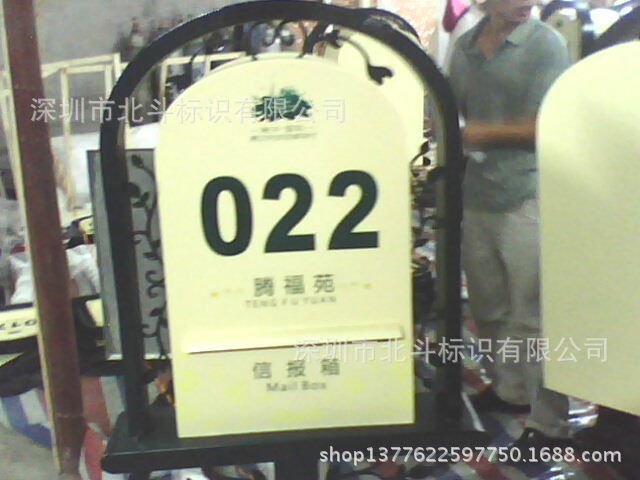 深圳市北斗标识有限公司
022
腾福苑
TENG FU YUAN
深圳市北斗标识有限公司
信报箱
Mail Box
shop1377622597750.1688.com